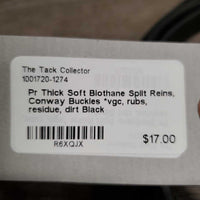 The Tack Collector
1001720-1274
Pr Thick Soft Biothane Split Reins,
Conway Buckles *vgc, rubs,
residue, dirt Black
R6XQJX
$17.00